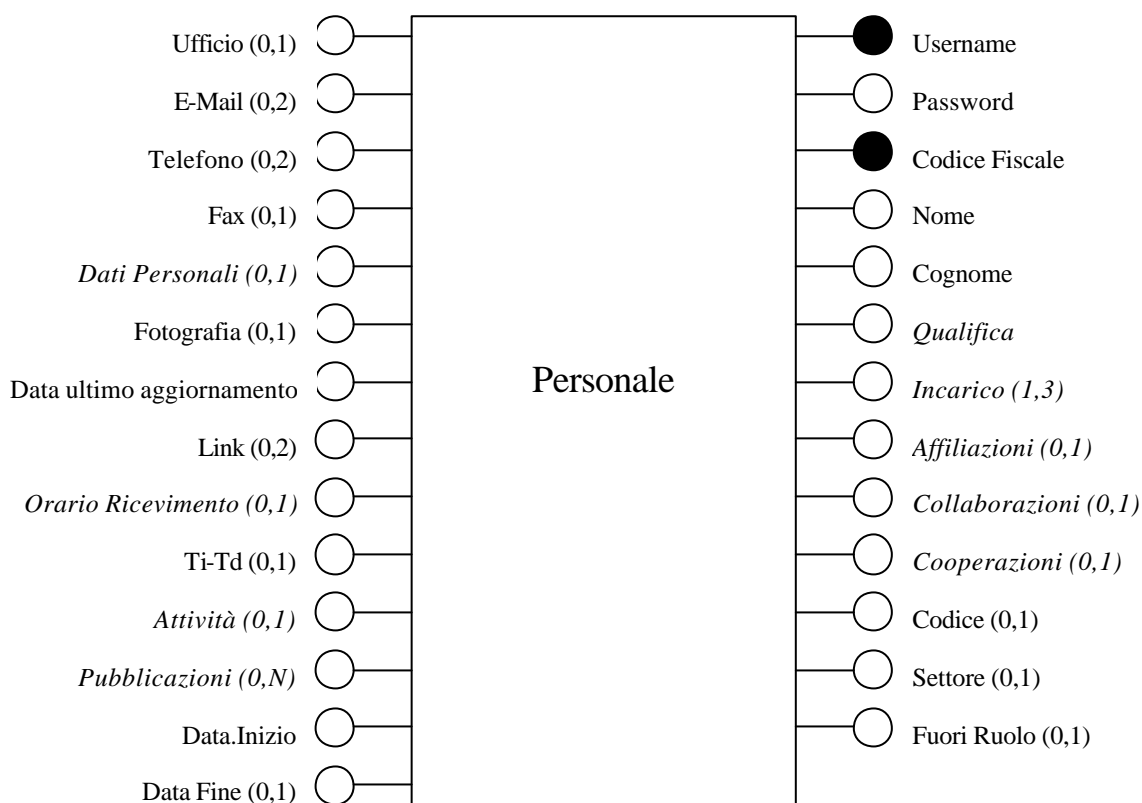 Ufficio (0,1)
E-Mail (0,2)
Telefono (0,2)
Fax (0,1)
Dati Personali (0,1)
Fotografia (0,1)
Data ultimo aggiornamento
Link (0,2)
Orario Ricevimento (0,1)
Ti-Td (0,1)
Attività (0,1)
Pubblicazioni (0,N)
Data.Inizio
Data Fine (0,1)
Personale
Username
Password
Codice Fiscale
Nome
Cognome
Qualifica
Incarico (1,3)
Affiliazioni (0,1)
Collaborazioni (0,1)
Cooperazioni (0,1)
Codice (0,1)
Settore (0,1)
Fuori Ruolo (0,1)